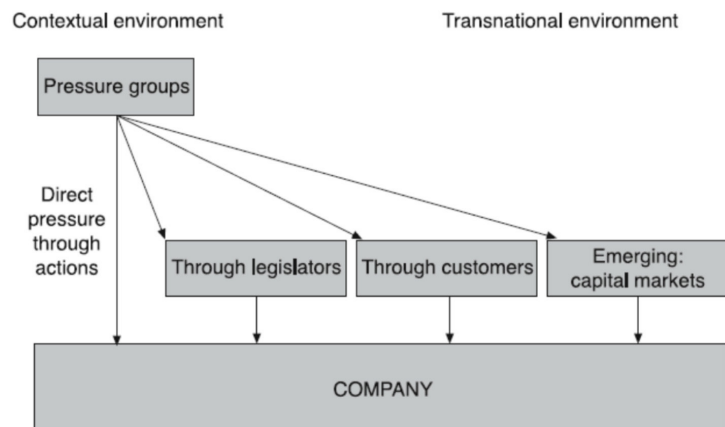 Contextual environment
Transnational environment
Pressure groups
Direct
pressure
through
actions
Through legislators
Through customers
Emerging:
capital markets
COMPANY